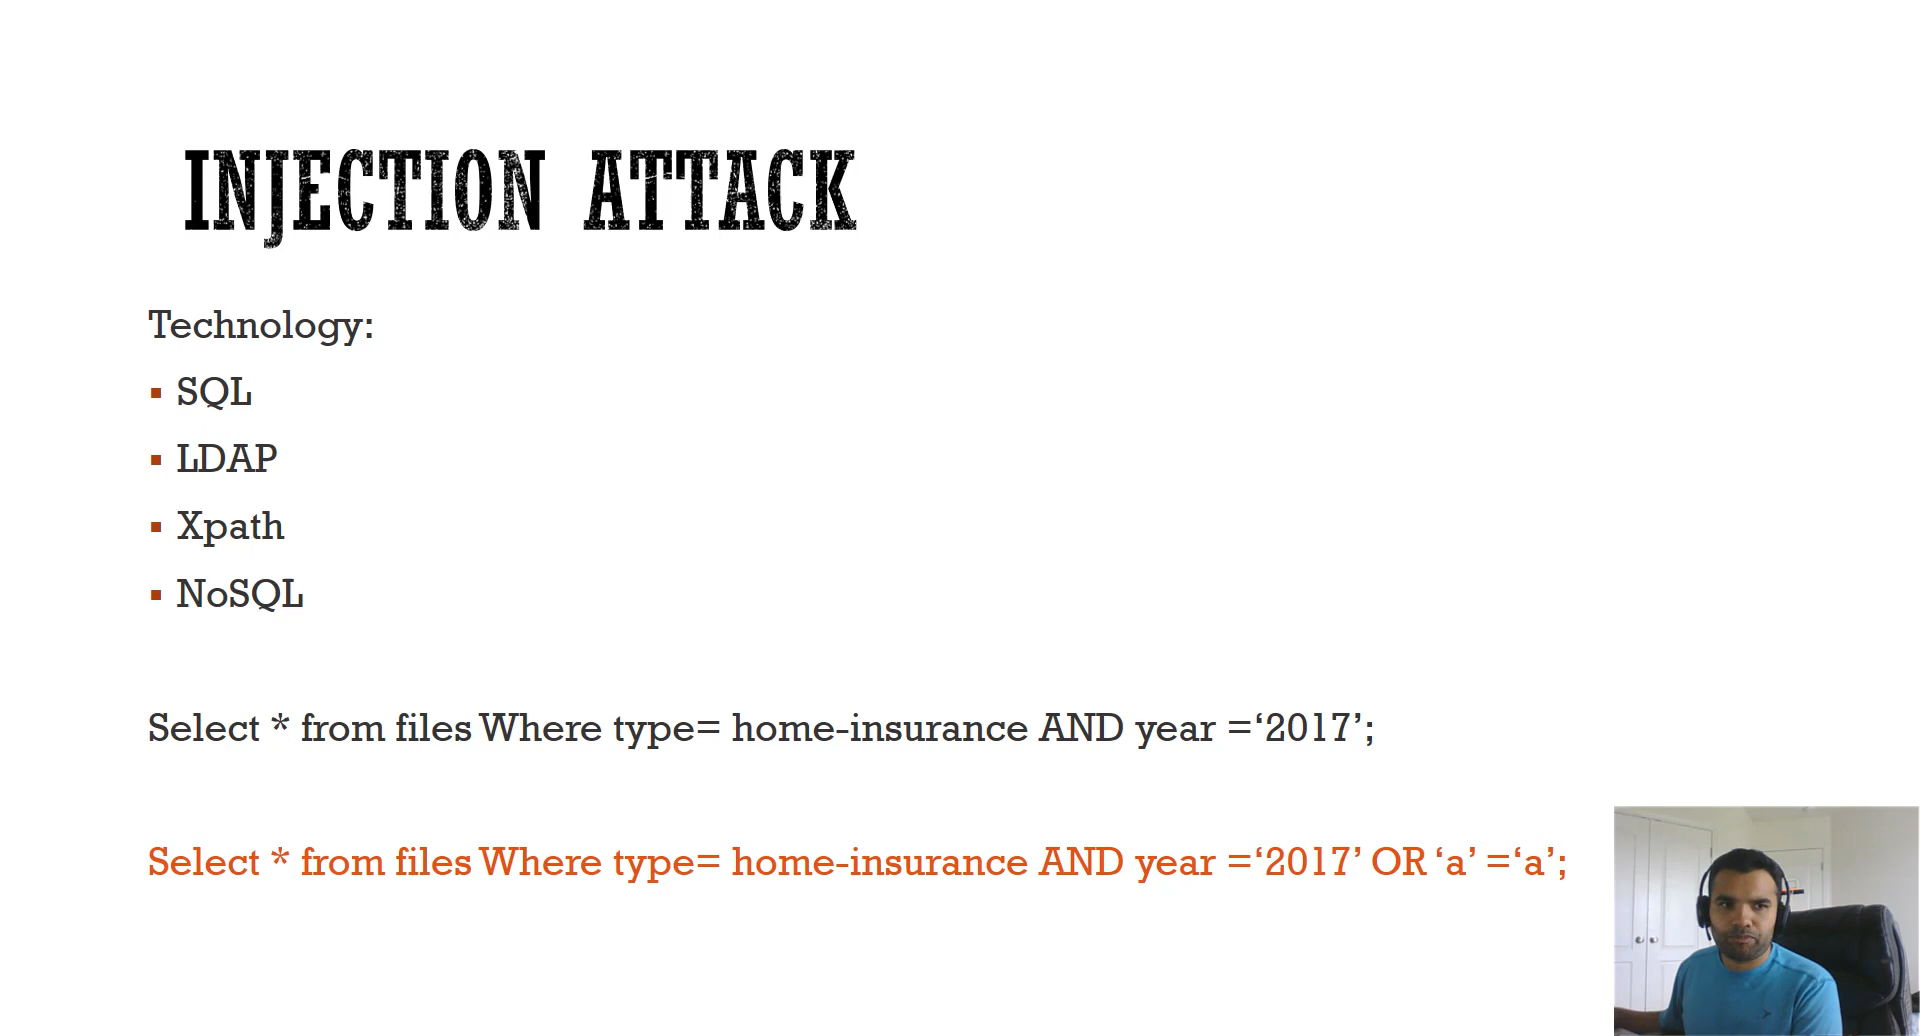 INJECTION ATTACK
Technology:
▪ SQL
▪ LDAP
▪ Xpath
▪ NoSQL
Select * from files Where type= home-insurance AND year =‘2017’;
Select * from files Where type= home-insurance AND year =‘2017’ OR ‘a’ =‘a’;